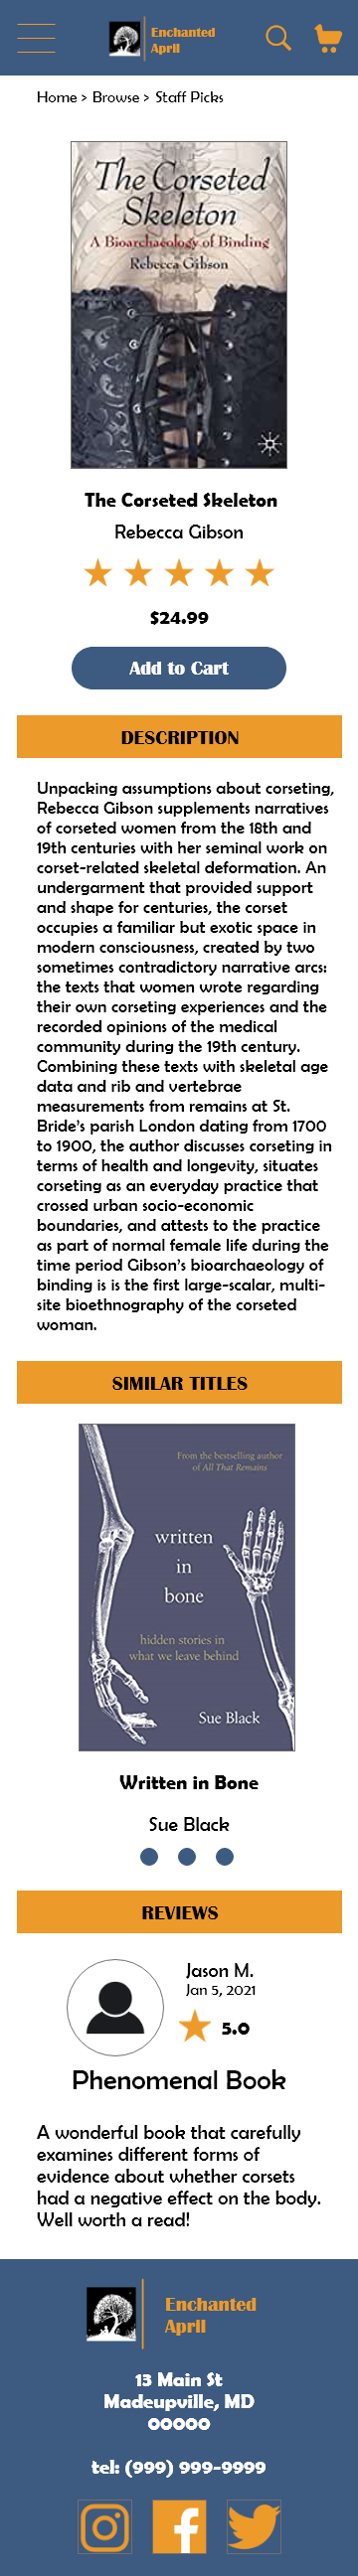 Enchanted
April
Home > Browse > Staff Picks
The Corseted
Skeleton
A Bioarchaeology of Binding
Rebecca Gibson
The Corseted Skeleton
Rebecca Gibson
$24.99
Add to Cart
DESCRIPTION
Unpacking assumptions about corseting,
Rebecca Gibson supplements narratives
of corseted women from the 18th and
19th centuries with her seminal work on
corset-related skeletal deformation. An
undergarment that provided support
and shape for centuries, the corset
occupies a familiar but exotic space in
modern consciousness, created by two
sometimes contradictory narrative arcs:
the texts that women wrote regarding
their own corseting experiences and the
recorded opinions of the medical
community during the 19th century.
Combining these texts with skeletal age
data and rib and vertebrae
measurements from remains at St.
Bride's parish London dating from 1700
to 1900, the author discusses corseting in
terms of health and longevity, situates
corseting as an everyday practice that
crossed urban socio-economic
boundaries, and attests to the practice
as part of normal female life during the
time period Gibson's bioarchaeology of
binding is is the first large-scalar, multi-
site bioethnography of the corseted
woman.
SIMILAR TITLES
From the bestselling author
of All That Remains
written
in
bone
hidden stories in
what we leave behind
Sue Black
Written in Bone
Sue Black
REVIEWS
Jason M.
Jan 5, 2021
5.0
Phenomenal Book
A wonderful book that carefully
examines different forms of
evidence about whether corsets
had a negative effect on the body.
Well worth a read!
Enchanted
April
13 Main St
Madeupville, MD
00000
tel: (999) 999-9999